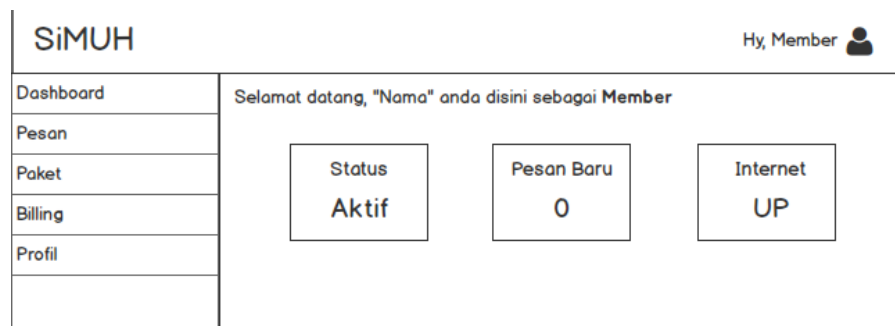 SiMUH
Hy, Member
Dashboard
Pesan
Paket
Billing
Profil
Selamat datang, "Nama" anda disini sebagai Member
Status
Aktif
Pesan Baru
0
Internet
UP